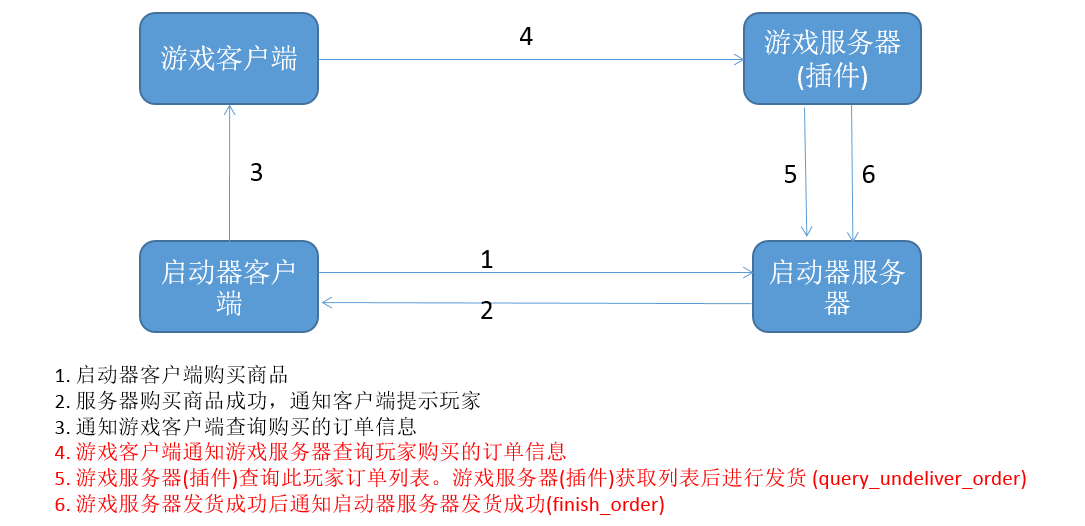 游戏客户端
4
游戏服务器
(插件)
3
5
6
启动器客户
端
1
2
启动器服务
器
1. 启动器客户端购买商品
2. 服务器购买商品成功，通知客户端提示玩家
3. 通知游戏客户端查询购买的订单信息
4. 游戏客户端通知游戏服务器查询玩家购买的订单信息
5. 游戏服务器(插件)查询此玩家订单列表。游戏服务器(插件)获取列表后进行发货 (query_undeliver_order)
6. 游戏服务器发货成功后通知启动器服务器发货成功(finish_order)